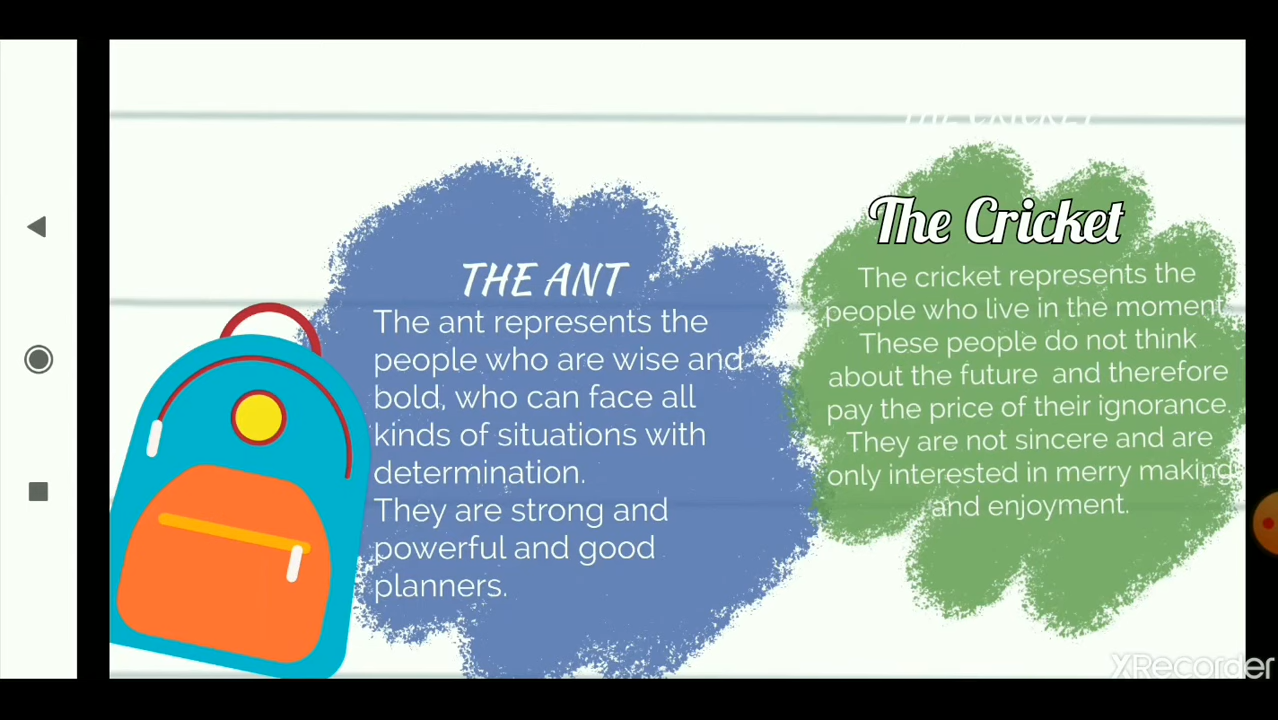 THE CRICKET
The Cricket
THE ANT
The ant represents the
people who are wise and
bold, who can face all
kinds of situations with
determination.
They are strong and
powerful and good
planners.
The cricket represents the
people who live in the moment
These people do not think
about the future and therefore
pay the price of their ignorance.
They are not sincere and are
only interested in merry making
and enjoyment.
XRecorder